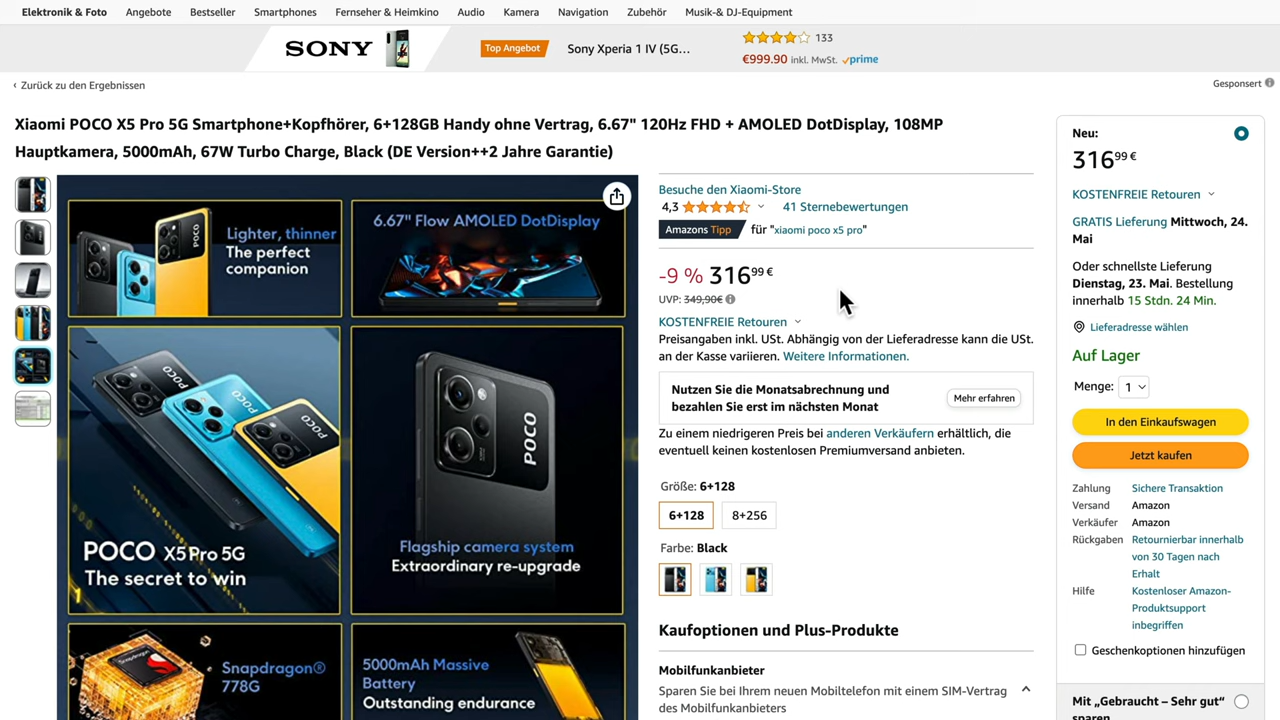 Elektronik & Foto Angebote Bestseller Smartphones Fernseher & Heimkino Audio Kamera Navigation Zubehör Musik-& DJ-Equipment
SONY
Top Angebot
Sony Xperia 1 IV (5G...
133
€999.90 inkl. MwSt. prime
‹ Zurück zu den Ergebnissen
Gesponsert
Xiaomi POCO X5 Pro 5G Smartphone+Kopfhörer, 6+128GB Handy ohne Vertrag, 6.67" 120Hz FHD + AMOLED DotDisplay, 108MP
Hauptkamera, 5000mAh, 67W Turbo Charge, Black (DE Version++2 Jahre Garantie)
Lighter, thinner
The perfect
companion
6.67" Flow AMOLED DotDisplay
POCO
POCO
POCO
POCO
POCO X5 Pro 5G
The secret to win
POCO
Flagship camera system
Extraordinary re-upgrade
Snapdragon
Snapdragon®
778G
5000mAh Massive
Battery
Outstanding endurance
Besuche den Xiaomi-Store
4,3 41 Sternebewertungen
Amazons Tipp für "xiaomi poco x5 pro"
-9 % 316 99 €
UVP: 349,90€
KOSTENFREIE Retouren
Preisangaben inkl. USt. Abhängig von der Lieferadresse kann die USt.
an der Kasse variieren. Weitere Informationen.
Nutzen Sie die Monatsabrechnung und
bezahlen Sie erst im nächsten Monat
Mehr erfahren
Zu einem niedrigeren Preis bei anderen Verkäufern erhältlich, die
eventuell keinen kostenlosen Premiumversand anbieten.
Größe: 6+128
6+128 8+256
Farbe: Black
Kaufoptionen und Plus-Produkte
Mobilfunkanbieter
Sparen Sie bei Ihrem neuen Mobiltelefon mit einem SIM-Vertrag
des Mobilfunkanbieters
Neu:
316 99 €
KOSTENFREIE Retouren
GRATIS Lieferung Mittwoch, 24.
Mai
Oder schnellste Lieferung
Dienstag, 23. Mai. Bestellung
innerhalb 15 Stdn. 24 Min.
Lieferadresse wählen
Auf Lager
Menge: 1
In den Einkaufswagen
Jetzt kaufen
Zahlung Sichere Transaktion
Versand Amazon
Verkäufer Amazon
Rückgaben Retournierbar innerhalb
von 30 Tagen nach
Erhalt
Hilfe Kostenloser Amazon-
Produktsupport
inbegriffen
Geschenkoptionen hinzufügen
Mit „Gebraucht – Sehr gut“
sparen